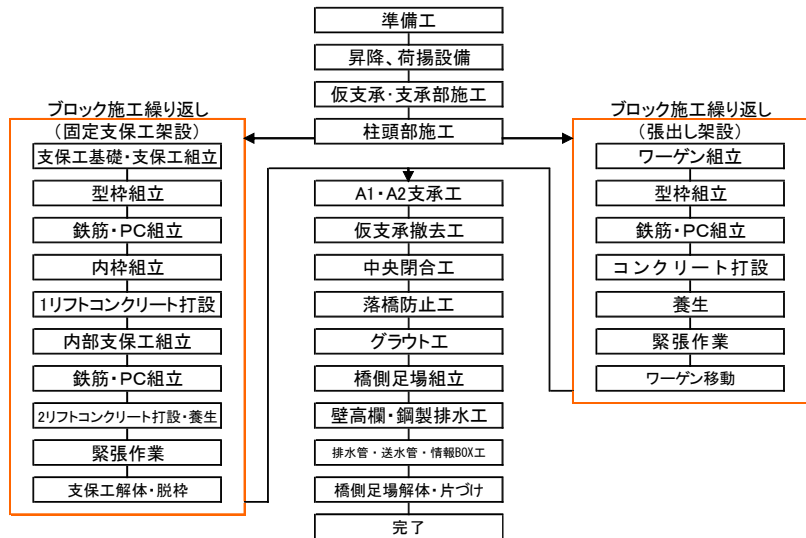 準備工
昇降、荷揚設備
仮支承・支承部施工
柱頭部施工
ブロック施工繰り返し
(固定支保工架設)
支保工基礎・支保工組立
型枠組立
鉄筋・PC組立
内枠組立
1リフトコンクリート打設
内部支保工組立
鉄筋・PC組立
2リフトコンクリート打設・養生
緊張作業
支保工解体・脱枠
ブロック施工繰り返し
(張出し架設)
ワーゲン組立
型枠組立
鉄筋・PC組立
コンクリート打設
養生
緊張作業
ワーゲン移動
A1・A2支承工
仮支承撤去工
中央閉合工
落橋防止工
グラウト工
橋側足場組立
壁高欄・鋼製排水工
排水管・送水管・情報BOX工
橋側足場解体・片づけ
完了